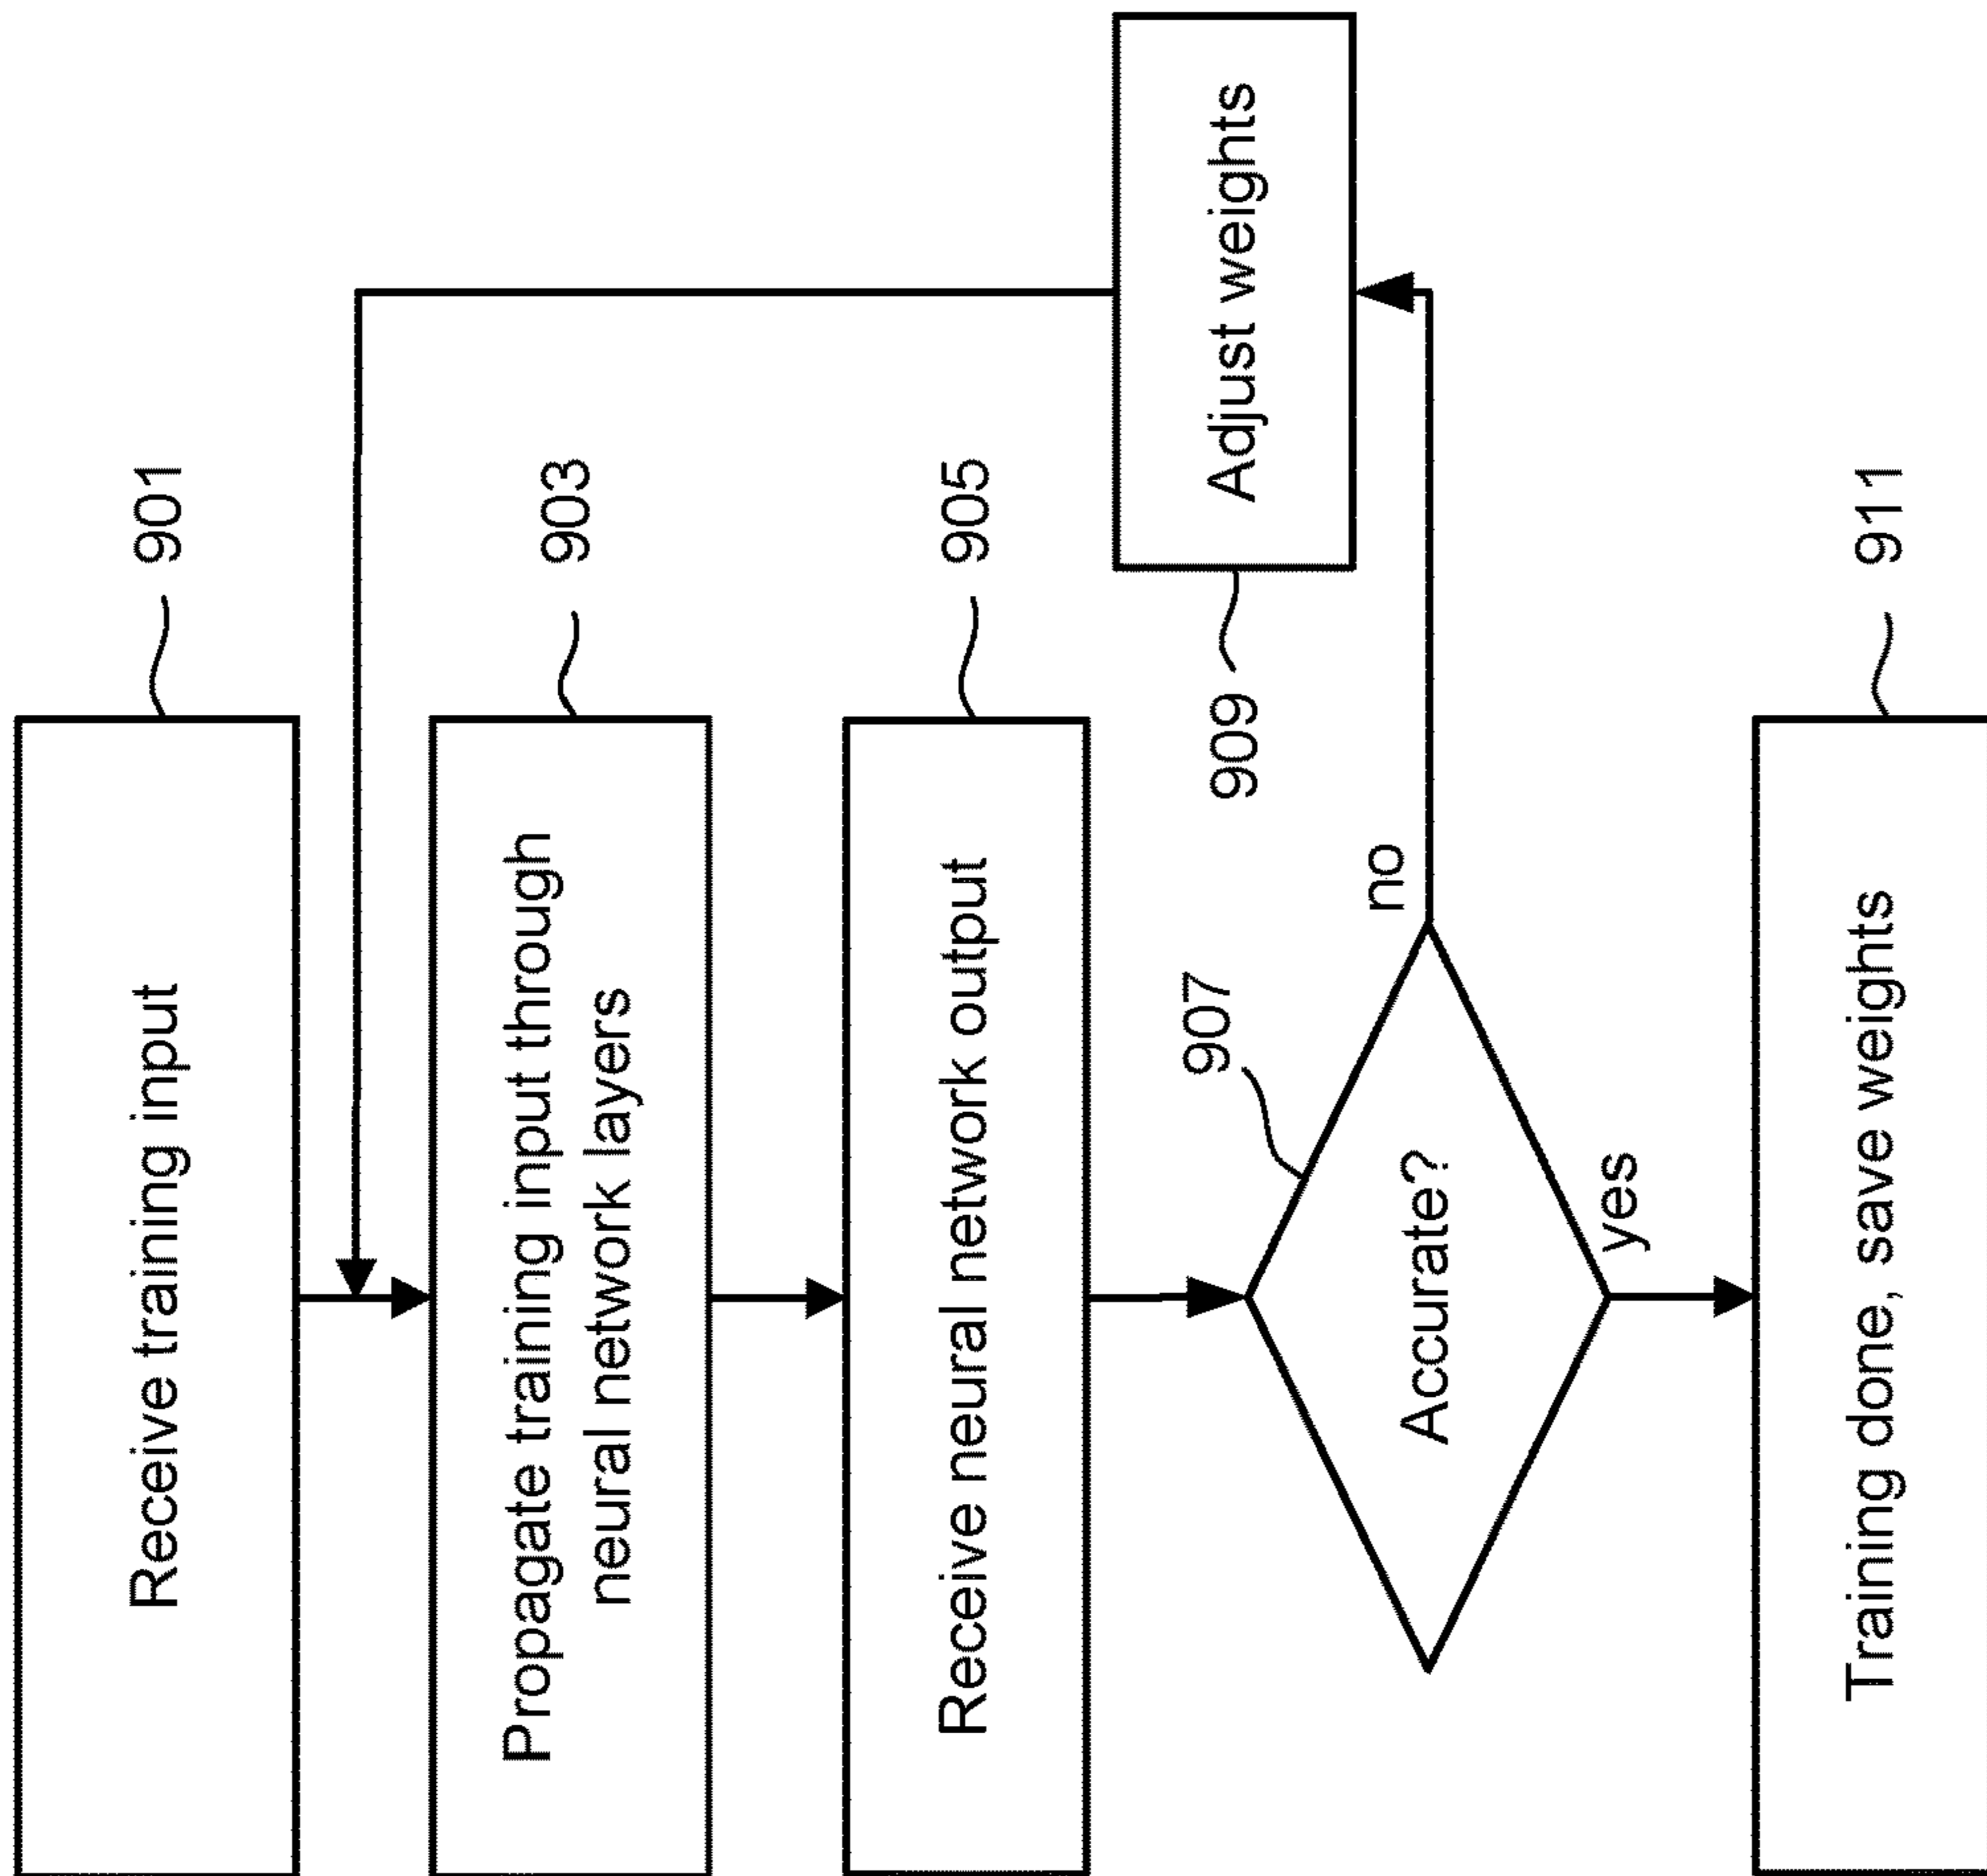 Receive training input
901
Propagate training input through
neural network layers
903
Receive neural network output
905
Accurate?
907
no
yes
Adjust weights
909
Training done, save weights
911